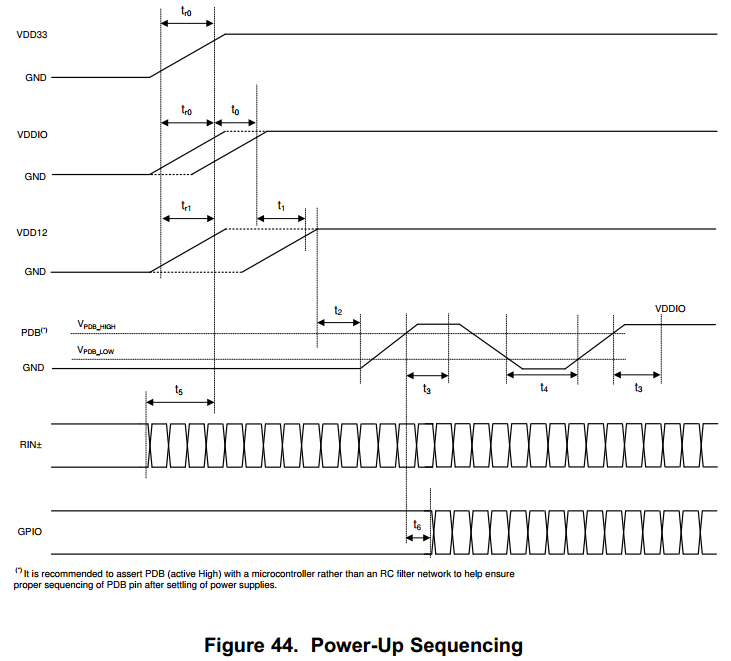 tr0
VDD33
GND
tr0
t0
VDDIO
GND
tr1
t1
VDD12
GND
t2
VDDIO
PDB(*)
VPDB_HIGH
VPDB_LOW
GND
t3
t4
t3
t5
RIN±
GPIO
t6
(*) It is recommended to assert PDB (active High) with a microcontroller rather than an RC filter network to help ensure
proper sequencing of PDB pin after settling of power supplies.
Figure 44. Power-Up Sequencing